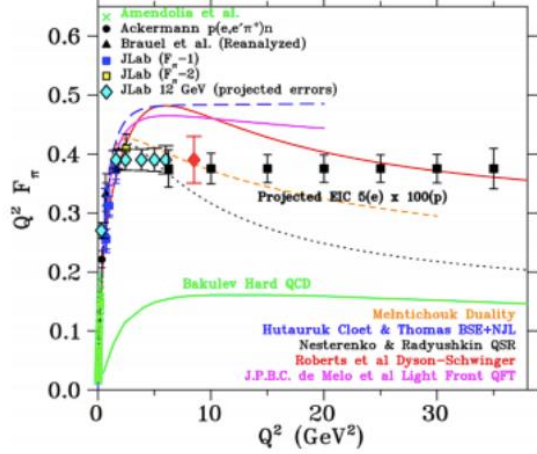 Amendolia et al.
Ackermann p(e,e'π⁺)n
Brauel et al. (Reanalyzed)
JLab (Fπ−1)
JLab (Fπ−2)
JLab 12 GeV (projected errors)
0.6
0.5
0.4
0.3
0.2
0.1
0.0
Q² Fπ
Projected EIC 5(e) x 100(p)
Bakulev Hard QCD
Melntichouk Duality
Hutauruk Cloet & Thomas BSE+NJL
Nesterenko & Radyushkin QSR
Roberts et al Dyson-Schwinger
J.P.B.C. de Melo et al Light Front QFT
0 10 20 30
Q² (GeV²)